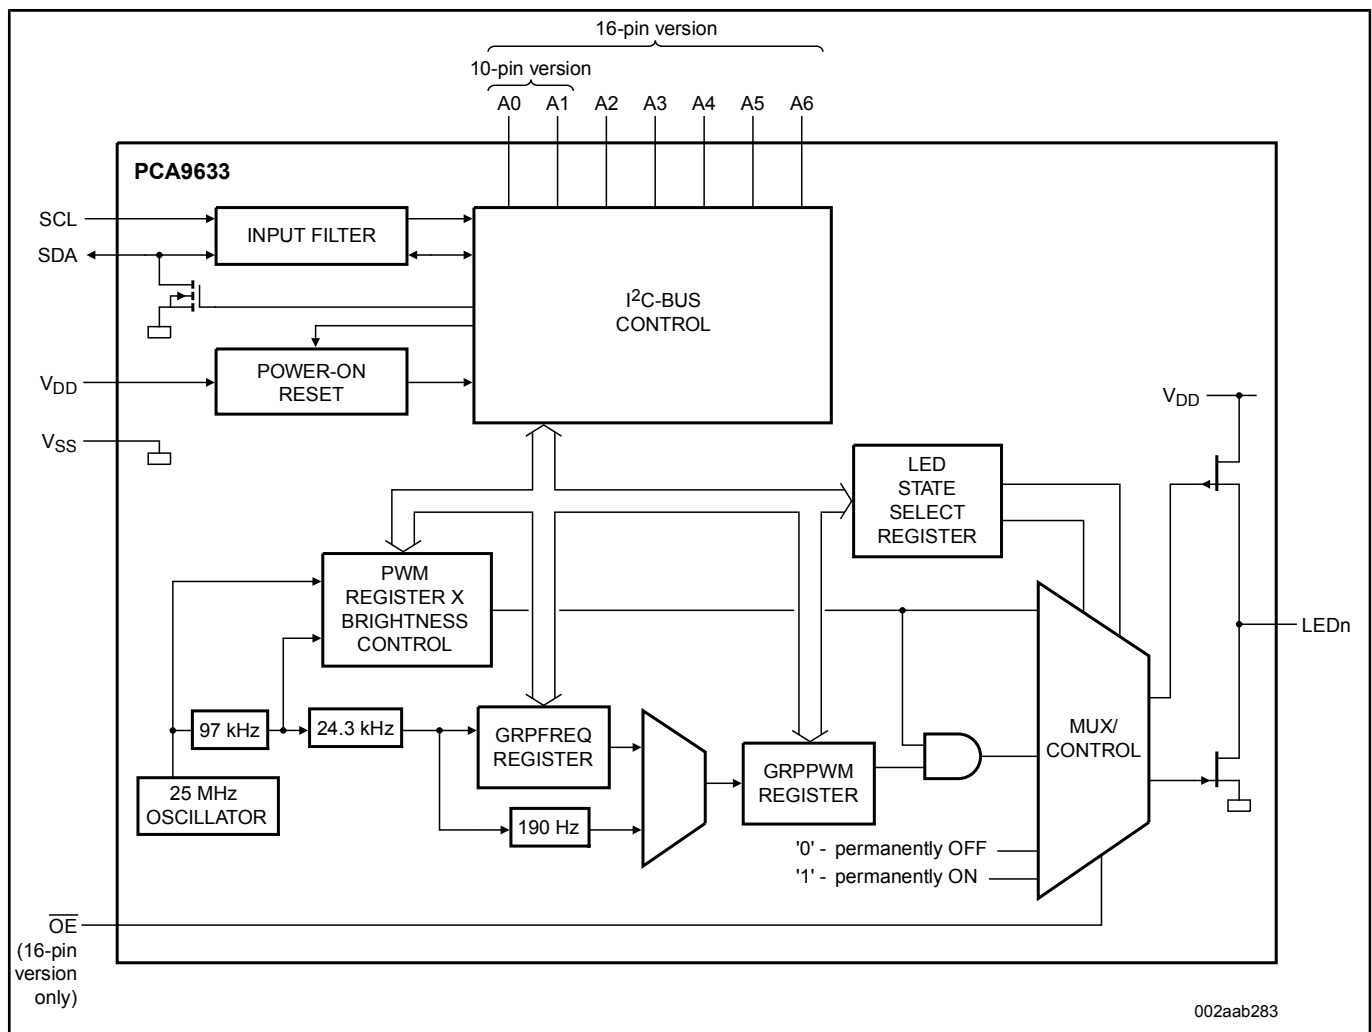 16-pin version
10-pin version
A0 A1 A2 A3 A4 A5 A6
PCA9633
SCL
SDA
INPUT FILTER
I2C-BUS
CONTROL
VDD
POWER-ON
RESET
VSS
VDD
LED
STATE
SELECT
REGISTER
PWM
REGISTER X
BRIGHTNESS
CONTROL
LEDn
97 kHz
24.3 kHz
GRPFREQ
REGISTER
MUX/
CONTROL
GRPPWM
REGISTER
25 MHz
OSCILLATOR
190 Hz
'0' - permanently OFF
'1' - permanently ON
OE
(16-pin
version
only)
002aab283